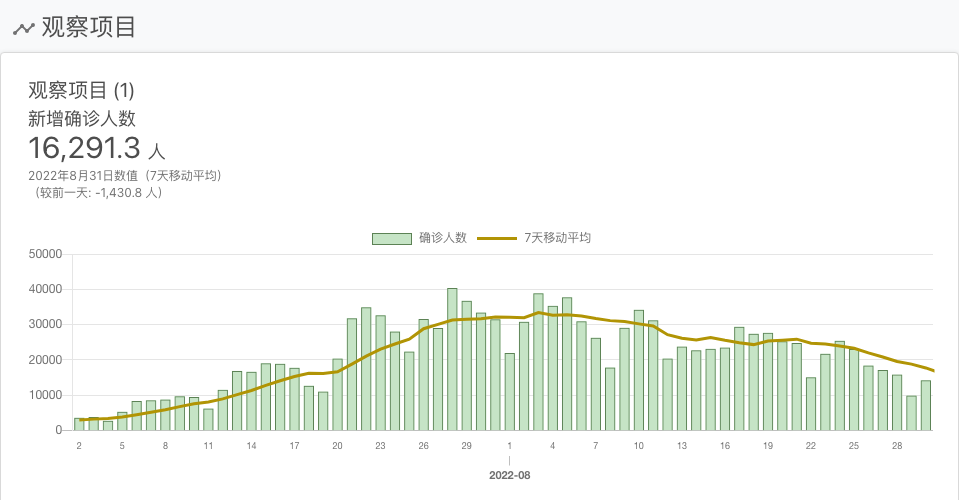 观察项目
观察项目 (1)
新增确诊人数
16,291.3 人
2022年8月31日数值（7天移动平均）
（较前一天: -1,430.8 人）
确诊人数 7天移动平均
50000
40000
30000
20000
10000
0
2 5 8 11 14 17 20 23 26 29 1 4 7 10 13 16 19 22 25 28
2022-08